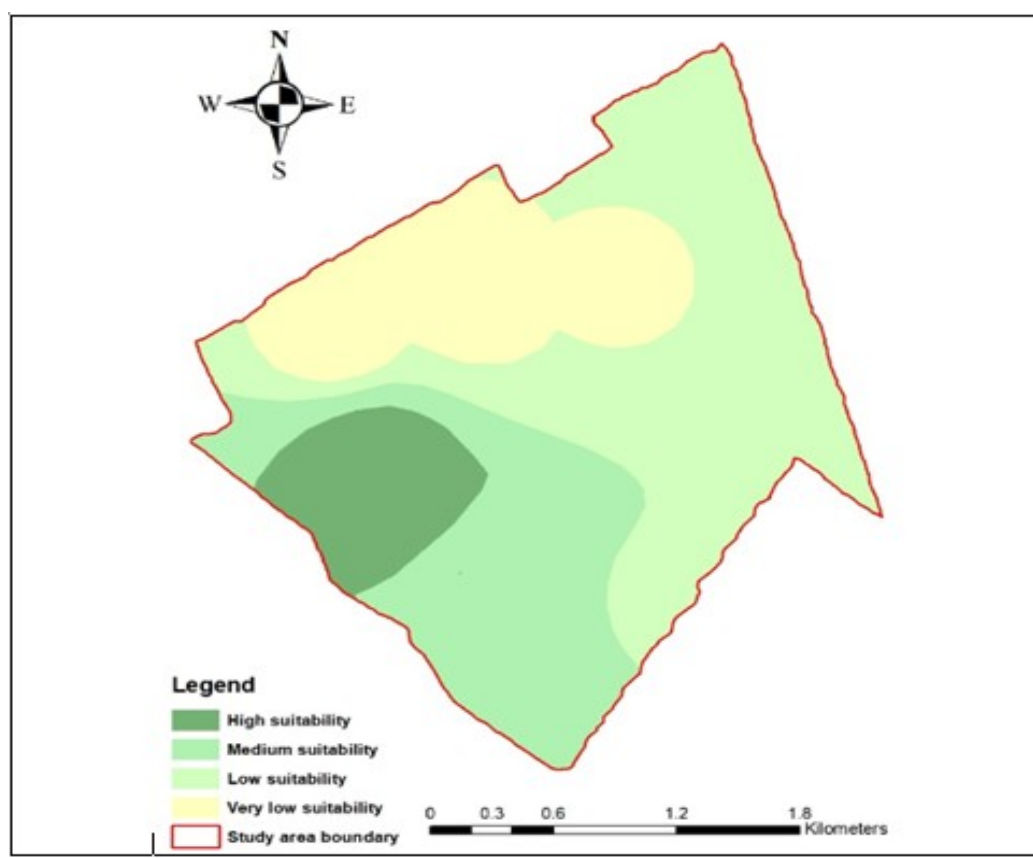 N
W E
S
Legend
High suitability
Medium suitability
Low suitability
Very low suitability
Study area boundary
0 0.3 0.6 1.2 1.8
Kilometers